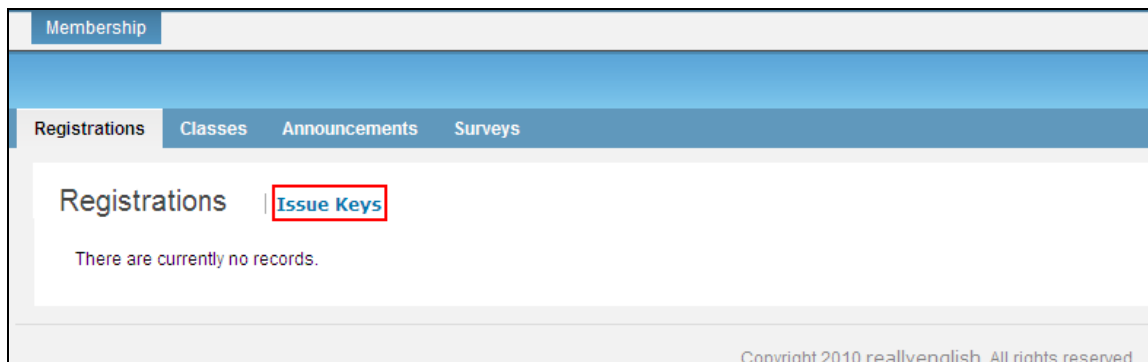 Membership
Registrations Classes Announcements Surveys
Registrations | Issue Keys
There are currently no records.
Copyright 2010 reallyenglish. All rights reserved.